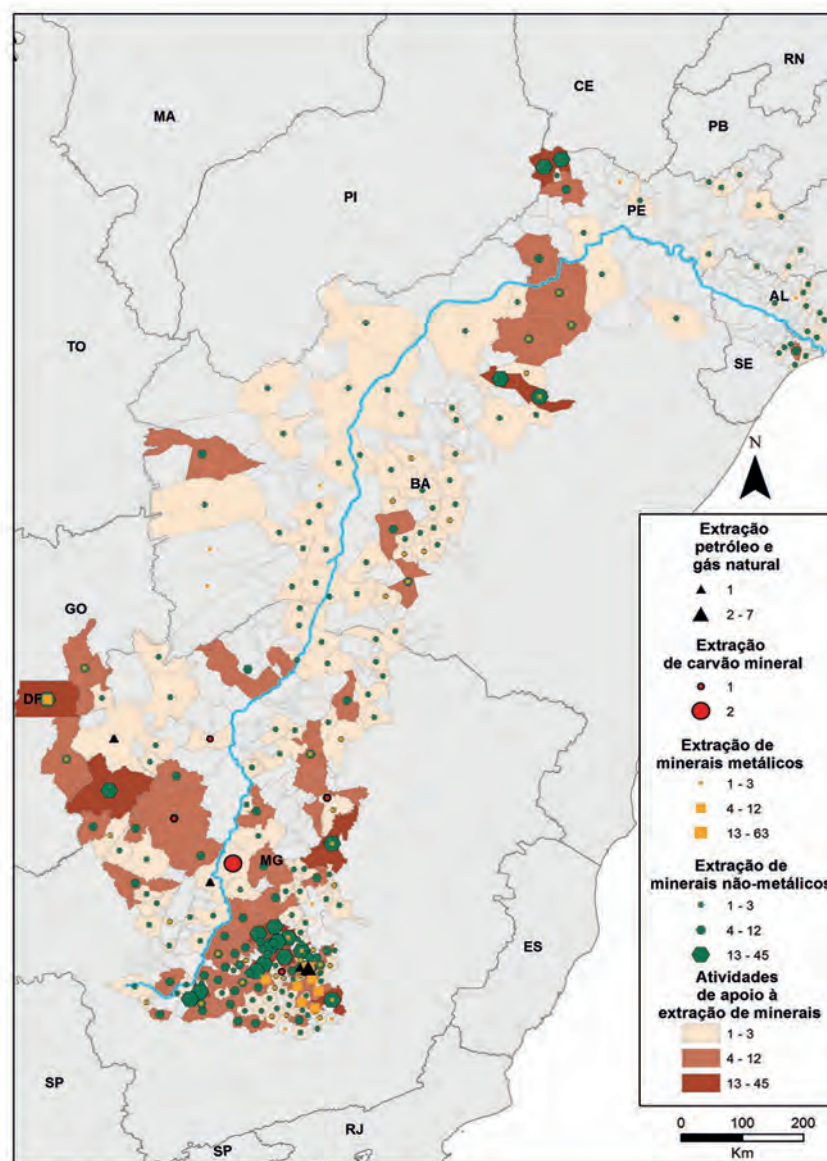 RN
CE
MA
PB
PI
PE
AL
TO
SE
N
BA
GO
DF
MG
ES
SP
RJ
SP
Extração
petróleo e
gás natural
1
2 - 7
Extração
de carvão mineral
1
2
Extração de
minerais metálicos
1 - 3
4 - 12
13 - 63
Extração de
minerais não-metálicos
1 - 3
4 - 12
13 - 45
Atividades
de apoio à
extração de minerais
1 - 3
4 - 12
13 - 45
0 100 200
Km